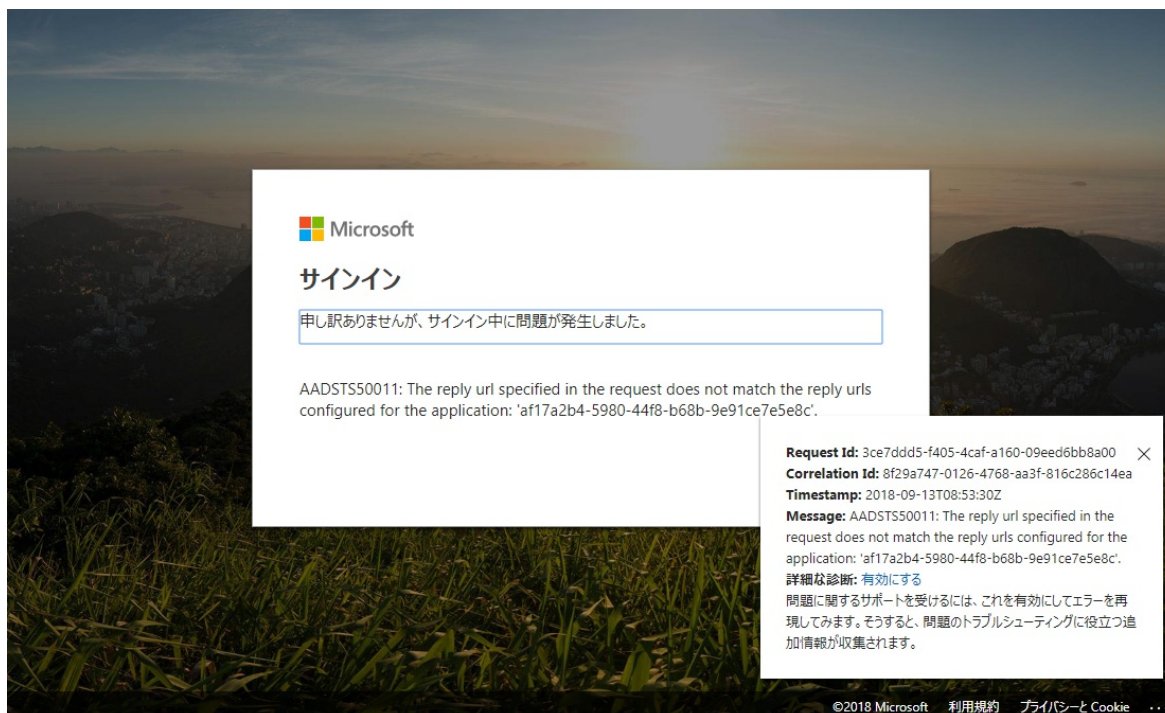 Microsoft
サインイン
申し訳ありませんが、サインイン中に問題が発生しました。
AADSTS50011: The reply url specified in the request does not match the reply urls
configured for the application: 'af17a2b4-5980-44f8-b68b-9e91ce7e5e8c'.
Request Id: 3ce7ddd5-f405-4caf-a160-09eed6bb8a00
Correlation Id: 8f29a747-0126-4768-aa3f-816c286c14ea
Timestamp: 2018-09-13T08:53:30Z
Message: AADSTS50011: The reply url specified in the
request does not match the reply urls configured for the
application: 'af17a2b4-5980-44f8-b68b-9e91ce7e5e8c'.
詳細な診断: 有効にする
問題に関するサポートを受けるには、これを有効にしてエラーを再
現してみます。そうすると、問題のトラブルシューティングに役立つ追
加情報が収集されます。
©2018 Microsoft 利用規約 プライバシーと Cookie